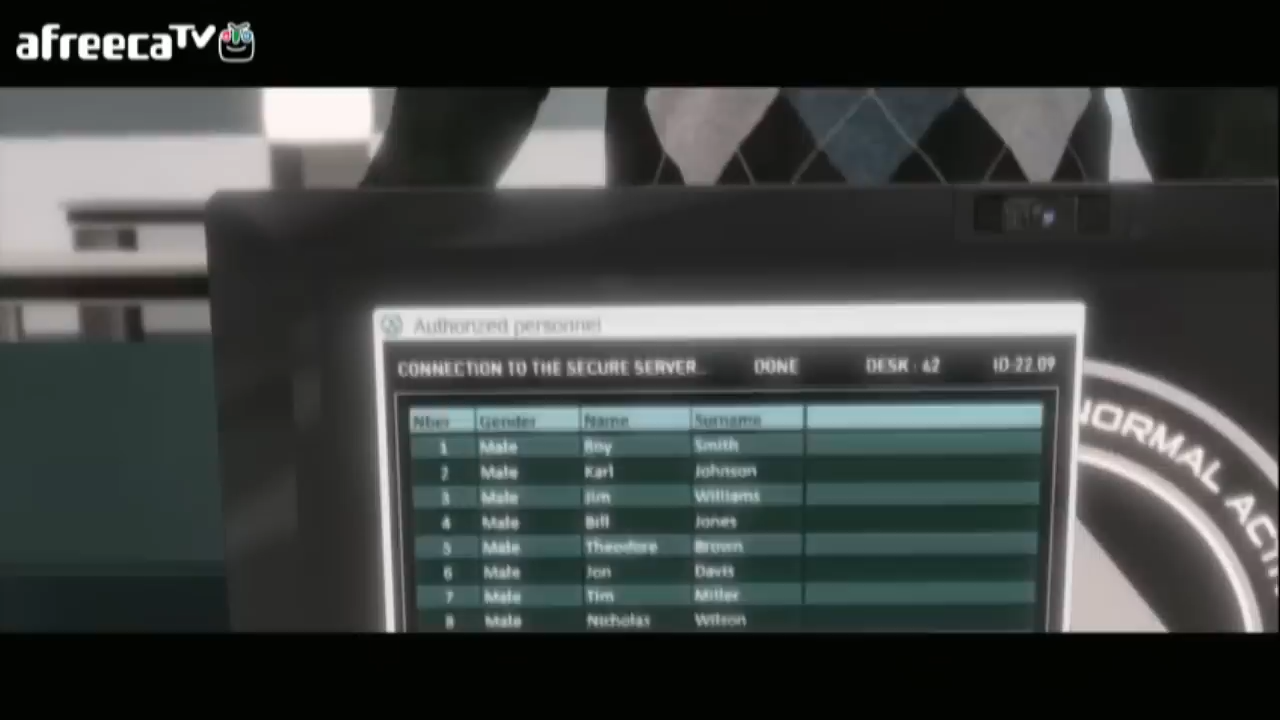 afreecaTV
Authorized personnel
CONNECTION TO THE SECURE SERVER... DONE DESK : 42 ID-22.09
Nber Gender Name Surname
1 Male Roy Smith
2 Male Karl Johnson
3 Male Jim Williams
4 Male Bill Jones
5 Male Theodore Brown
6 Male Jon Davis
7 Male Tim Miller
8 Male Nicholas Wilson
NORMAL ACTI